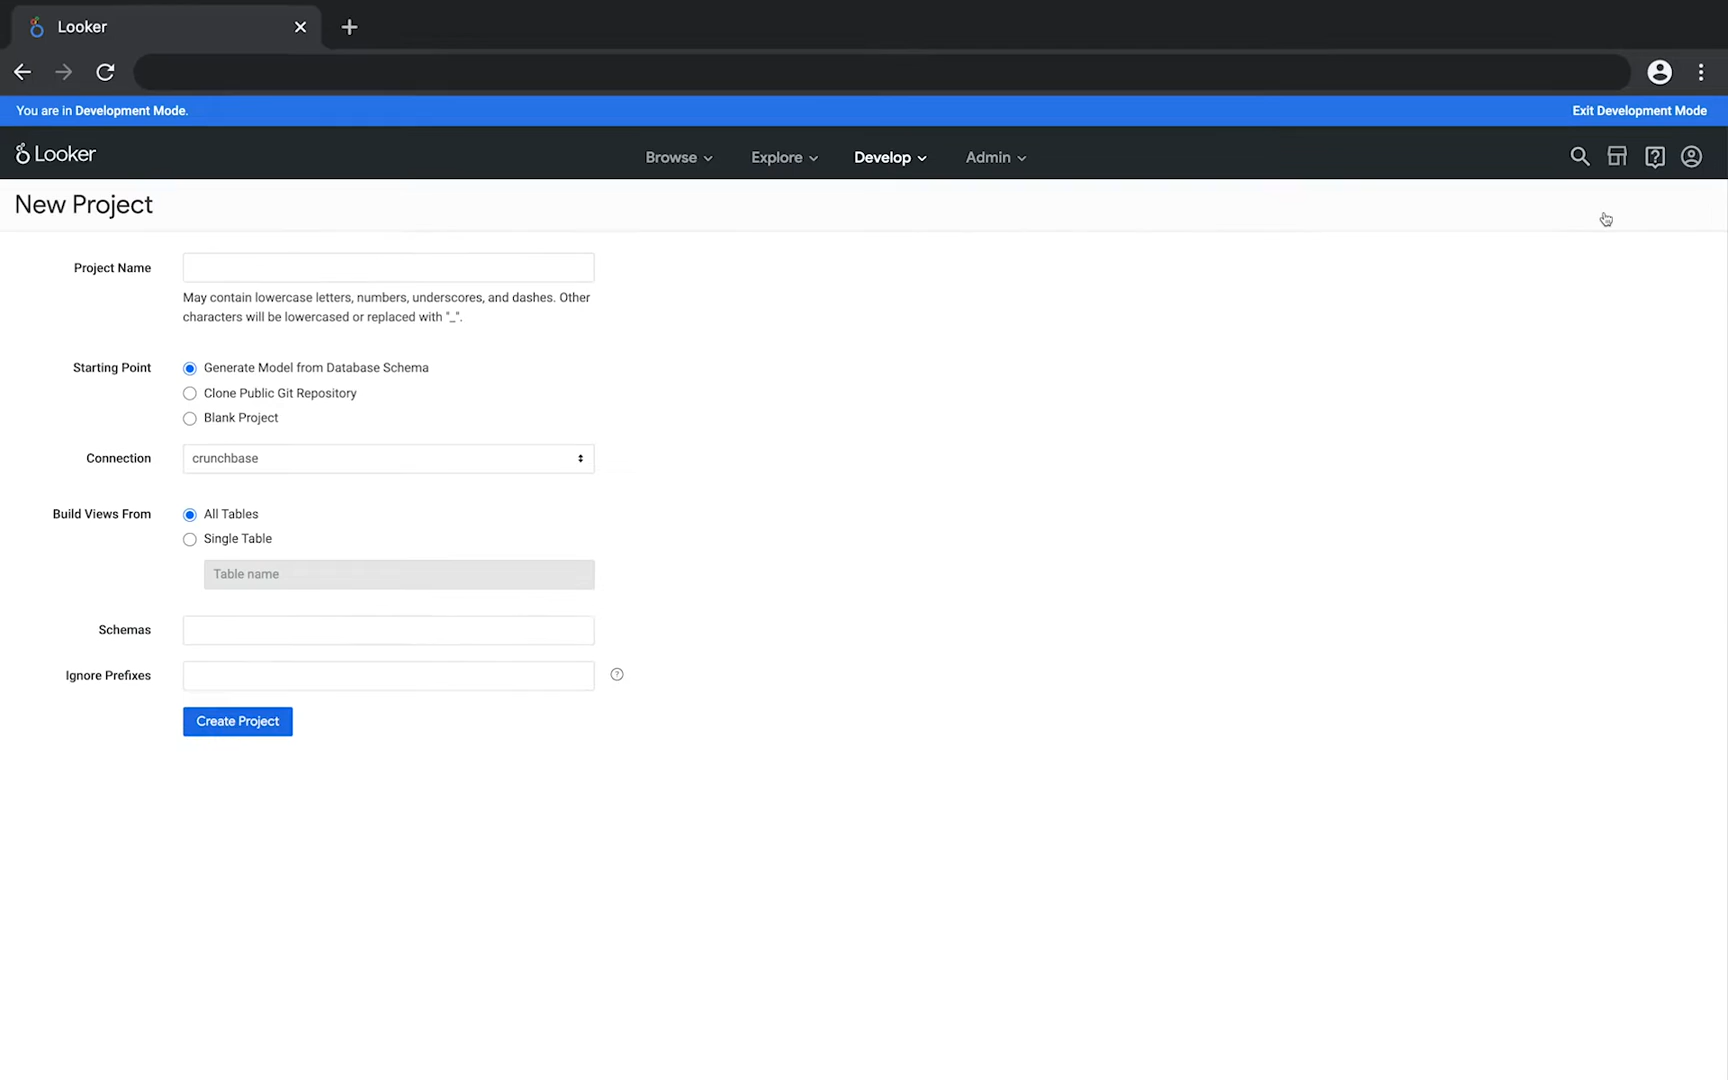 Looker
You are in Development Mode.
Exit Development Mode
Looker
Browse
Explore
Develop
Admin
New Project
Project Name
May contain lowercase letters, numbers, underscores, and dashes. Other
characters will be lowercased or replaced with "_".
Starting Point
Generate Model from Database Schema
Clone Public Git Repository
Blank Project
Connection
crunchbase
Build Views From
All Tables
Single Table
Table name
Schemas
Ignore Prefixes
Create Project